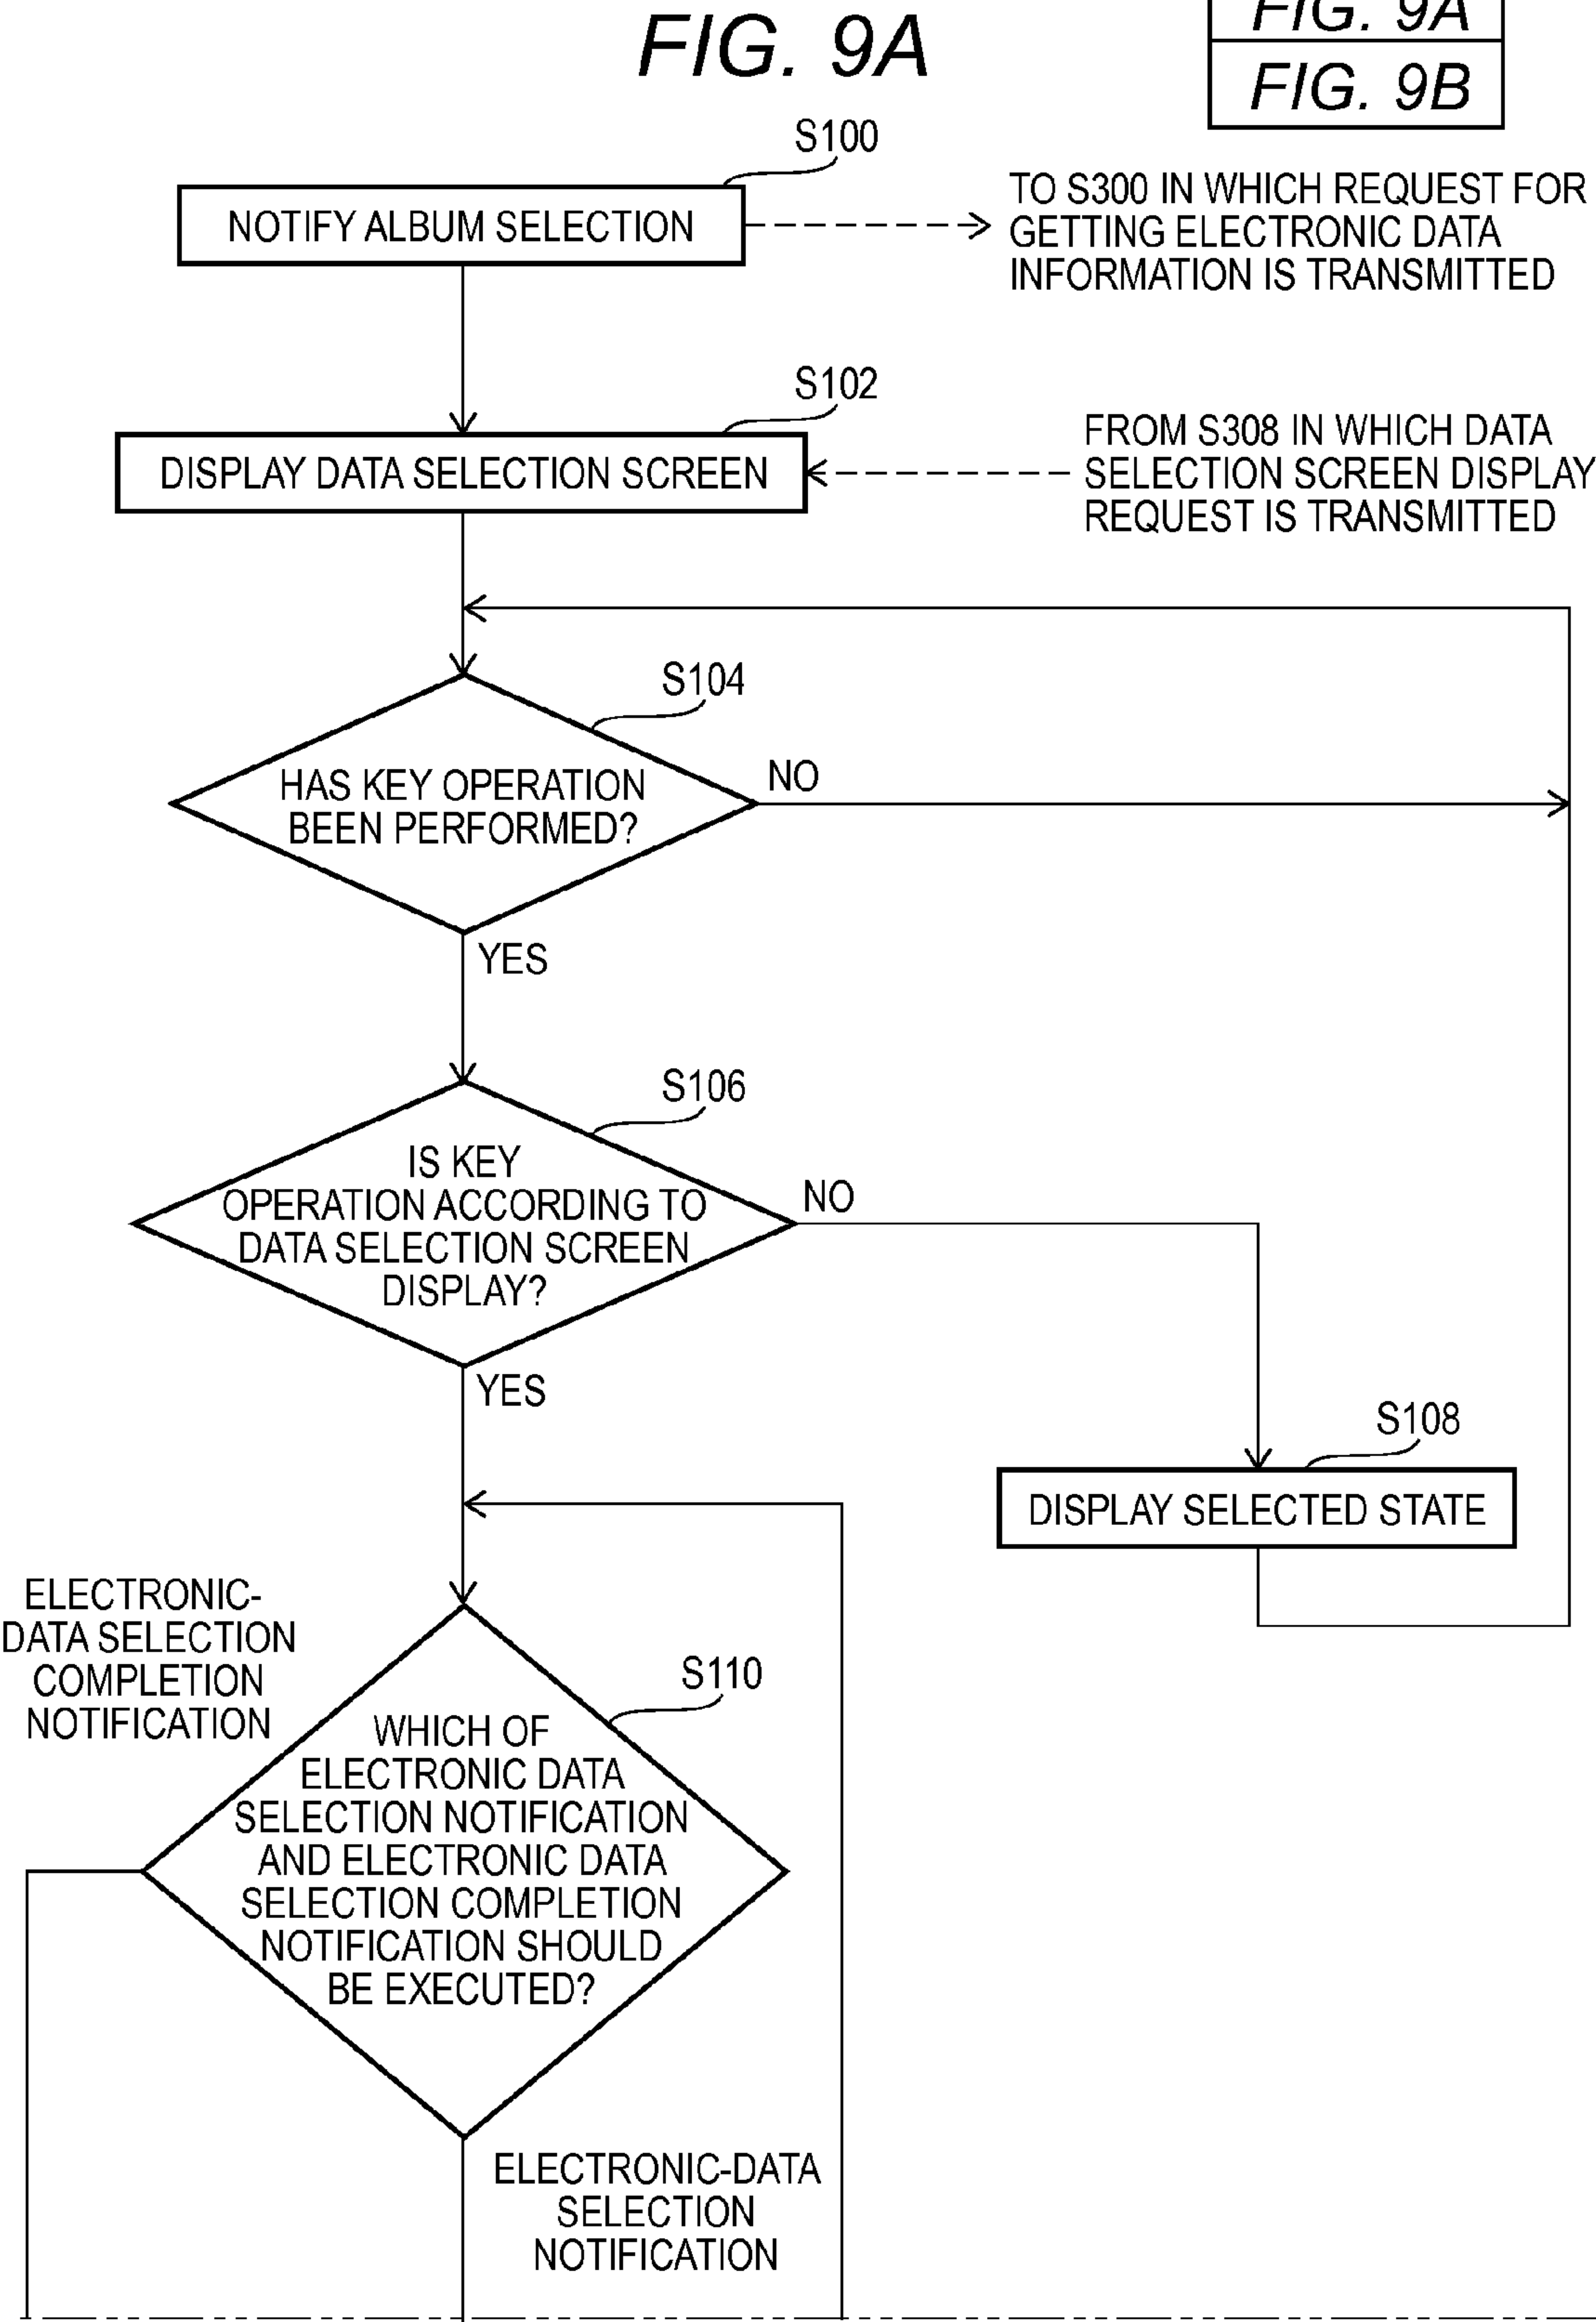 FIG. 9A
FIG. 9A
FIG. 9B
S100
NOTIFY ALBUM SELECTION
TO S300 IN WHICH REQUEST FOR
GETTING ELECTRONIC DATA
INFORMATION IS TRANSMITTED
S102
DISPLAY DATA SELECTION SCREEN
FROM S308 IN WHICH DATA
SELECTION SCREEN DISPLAY
REQUEST IS TRANSMITTED
S104
HAS KEY OPERATION
BEEN PERFORMED?
NO
YES
S106
IS KEY
OPERATION ACCORDING TO
DATA SELECTION SCREEN
DISPLAY?
NO
YES
S108
DISPLAY SELECTED STATE
ELECTRONIC-
DATA SELECTION
COMPLETION
NOTIFICATION
S110
WHICH OF
ELECTRONIC DATA
SELECTION NOTIFICATION
AND ELECTRONIC DATA
SELECTION COMPLETION
NOTIFICATION SHOULD
BE EXECUTED?
ELECTRONIC-DATA
SELECTION
NOTIFICATION